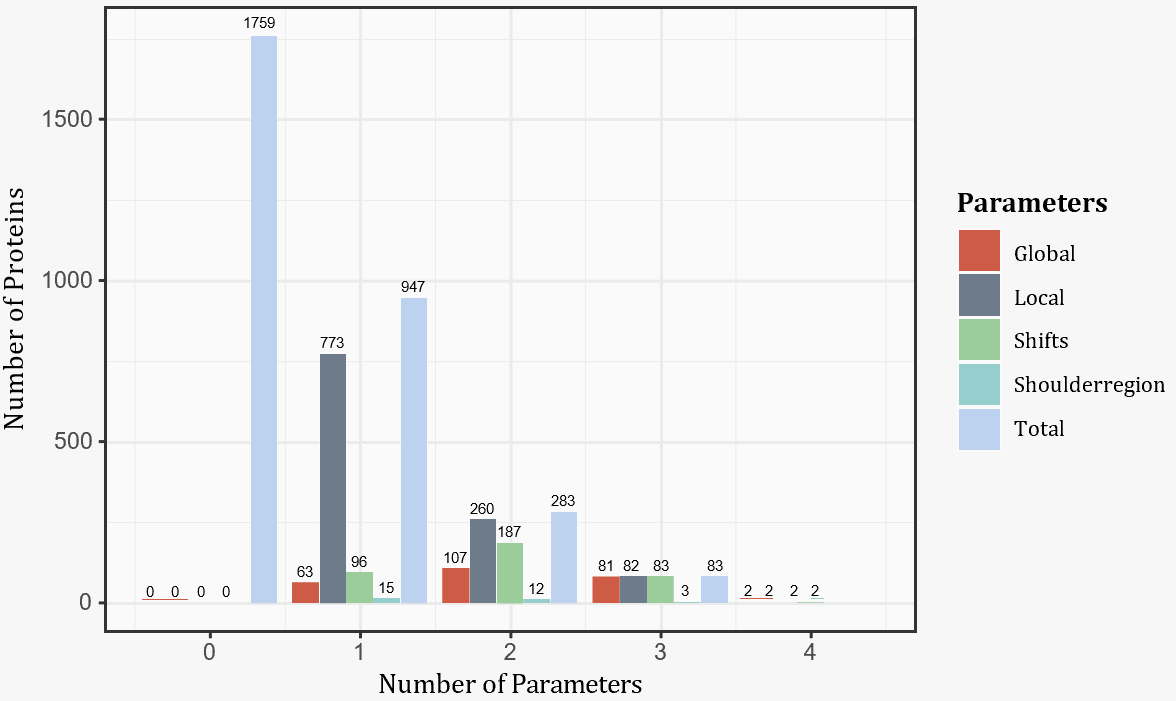 1759
1500
1000
500
0
947
773
63
96
15
107
260
187
12
283
81
82
83
3
83
0 0 0 0
2 2 2 2
0 1 2 3 4
Number of Parameters
Number of Proteins
Parameters
Global
Local
Shifts
Shoulderregion
Total